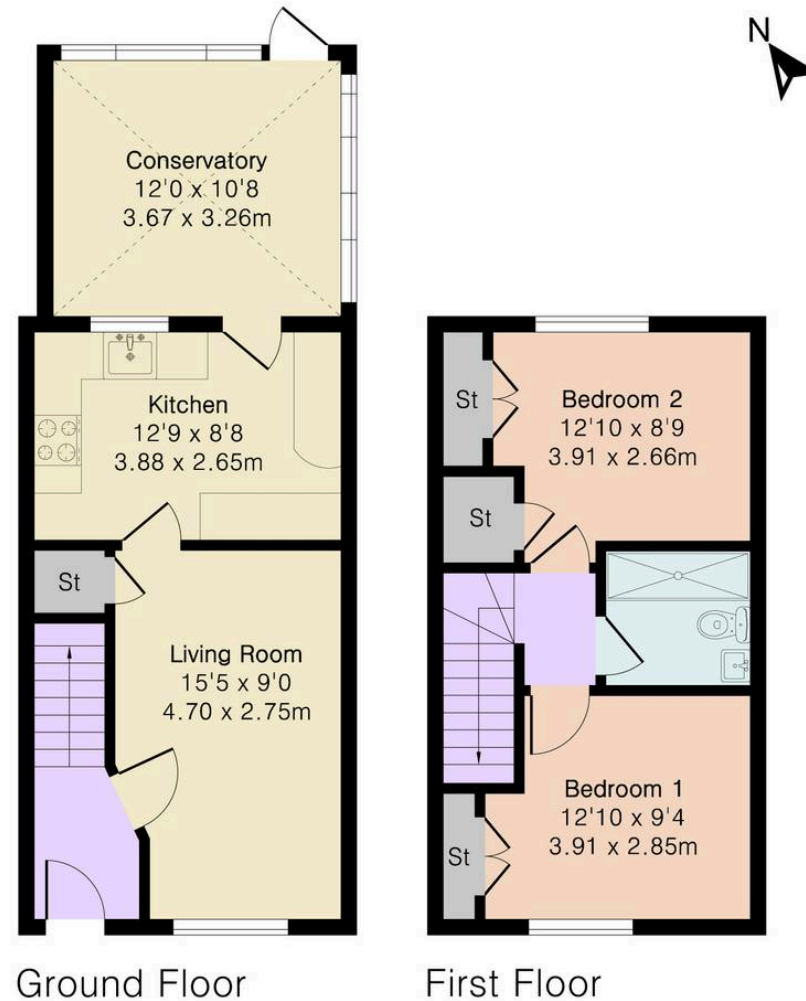 N
Conservatory
12'0 x 10'8
3.67 x 3.26m
Kitchen
12'9 x 8'8
3.88 x 2.65m
St
Living Room
15'5 x 9'0
4.70 x 2.75m
Ground Floor
St
Bedroom 2
12'10 x 8'9
3.91 x 2.66m
St
Bedroom 1
12'10 x 9'4
3.91 x 2.85m
St
First Floor